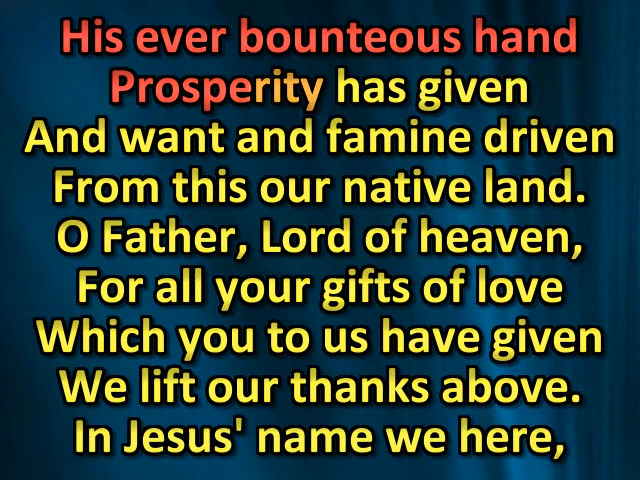 His ever bounteous hand
Prosperity has given
And want and famine driven
From this our native land.
O Father, Lord of heaven,
For all your gifts of love
Which you to us have given
We lift our thanks above.
In Jesus' name we here,